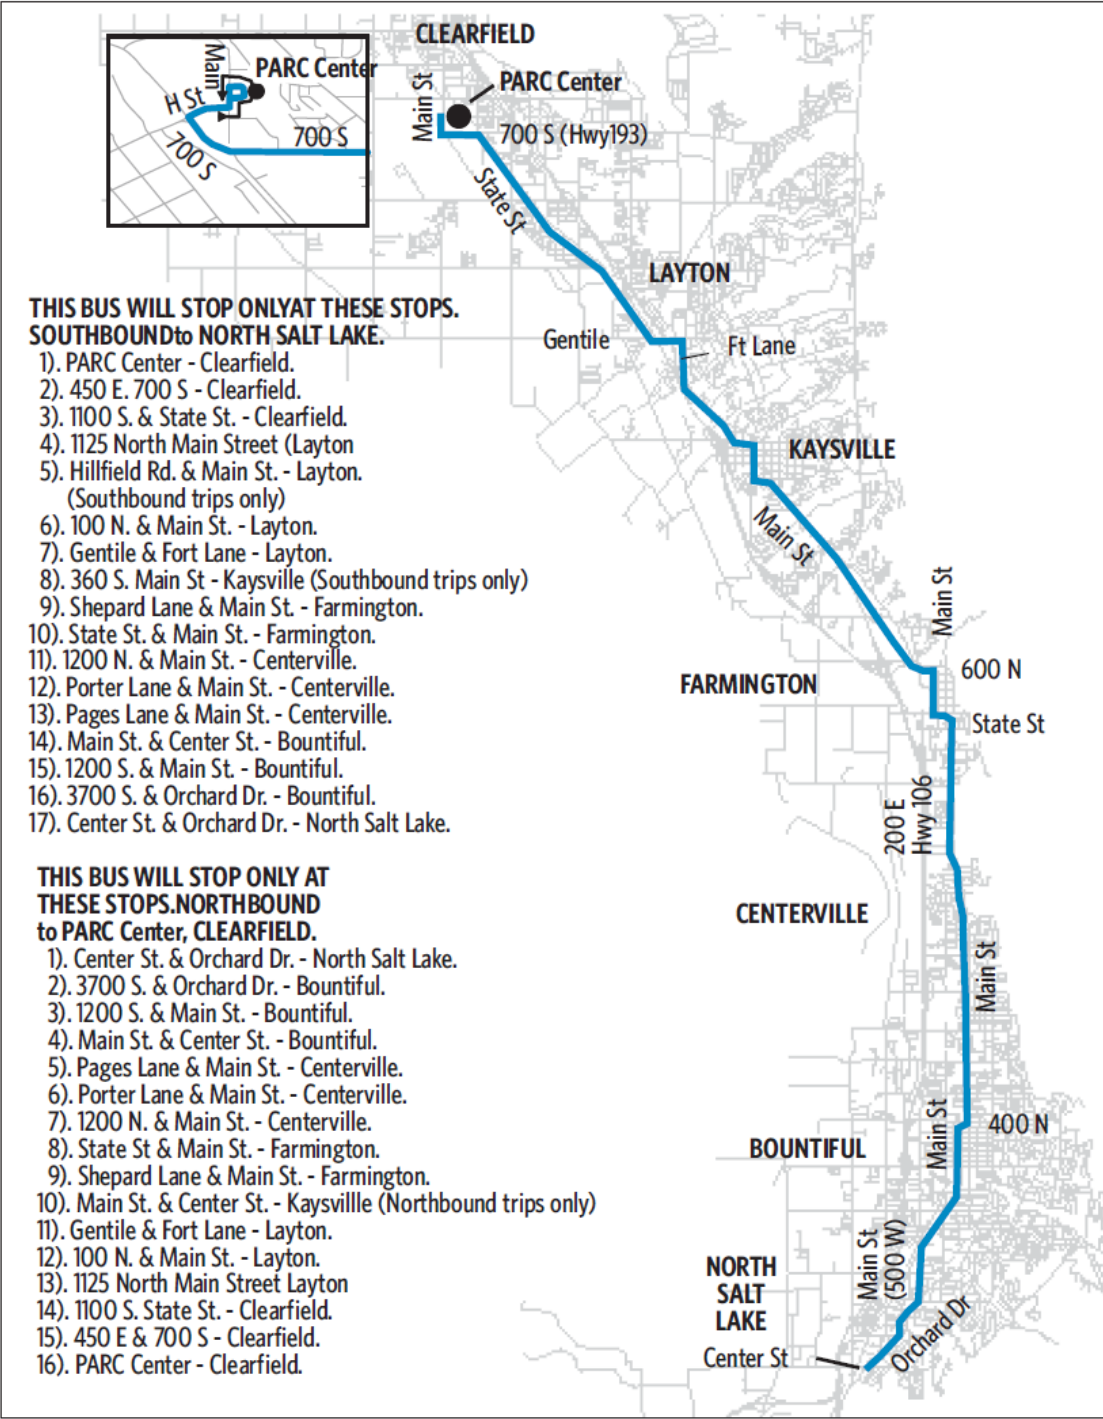 CLEARFIELD
PARC Center
Main St
700 S (Hwy193)
State St
Main
PARC Center
H St
700 S
700 S
LAYTON
Gentile
Ft Lane
KAYSVILLE
Main St
Main St
600 N
FARMINGTON
State St
200 E
Hwy 106
CENTERVILLE
Main St
Main St
400 N
BOUNTIFUL
Main St
(500 W)
NORTH
SALT
LAKE
Center St
Orchard Dr
THIS BUS WILL STOP ONLYAT THESE STOPS.
SOUTHBOUNDto NORTH SALT LAKE.
1). PARC Center - Clearfield.
2). 450 E. 700 S - Clearfield.
3). 1100 S. & State St. - Clearfield.
4). 1125 North Main Street (Layton
5). Hillfield Rd. & Main St. - Layton.
(Southbound trips only)
6). 100 N. & Main St. - Layton.
7). Gentile & Fort Lane - Layton.
8). 360 S. Main St - Kaysville (Southbound trips only)
9). Shepard Lane & Main St. - Farmington.
10). State St. & Main St. - Farmington.
11). 1200 N. & Main St. - Centerville.
12). Porter Lane & Main St. - Centerville.
13). Pages Lane & Main St. - Centerville.
14). Main St. & Center St. - Bountiful.
15). 1200 S. & Main St. - Bountiful.
16). 3700 S. & Orchard Dr. - Bountiful.
17). Center St. & Orchard Dr. - North Salt Lake.
THIS BUS WILL STOP ONLY AT
THESE STOPS.NORTHBOUND
to PARC Center, CLEARFIELD.
1). Center St. & Orchard Dr. - North Salt Lake.
2). 3700 S. & Orchard Dr. - Bountiful.
3). 1200 S. & Main St. - Bountiful.
4). Main St. & Center St. - Bountiful.
5). Pages Lane & Main St. - Centerville.
6). Porter Lane & Main St. - Centerville.
7). 1200 N. & Main St. - Centerville.
8). State St & Main St. - Farmington.
9). Shepard Lane & Main St. - Farmington.
10). Main St. & Center St. - Kaysvillle (Northbound trips only)
11). Gentile & Fort Lane - Layton.
12). 100 N. & Main St. - Layton.
13). 1125 North Main Street Layton
14). 1100 S. State St. - Clearfield.
15). 450 E & 700 S - Clearfield.
16). PARC Center - Clearfield.